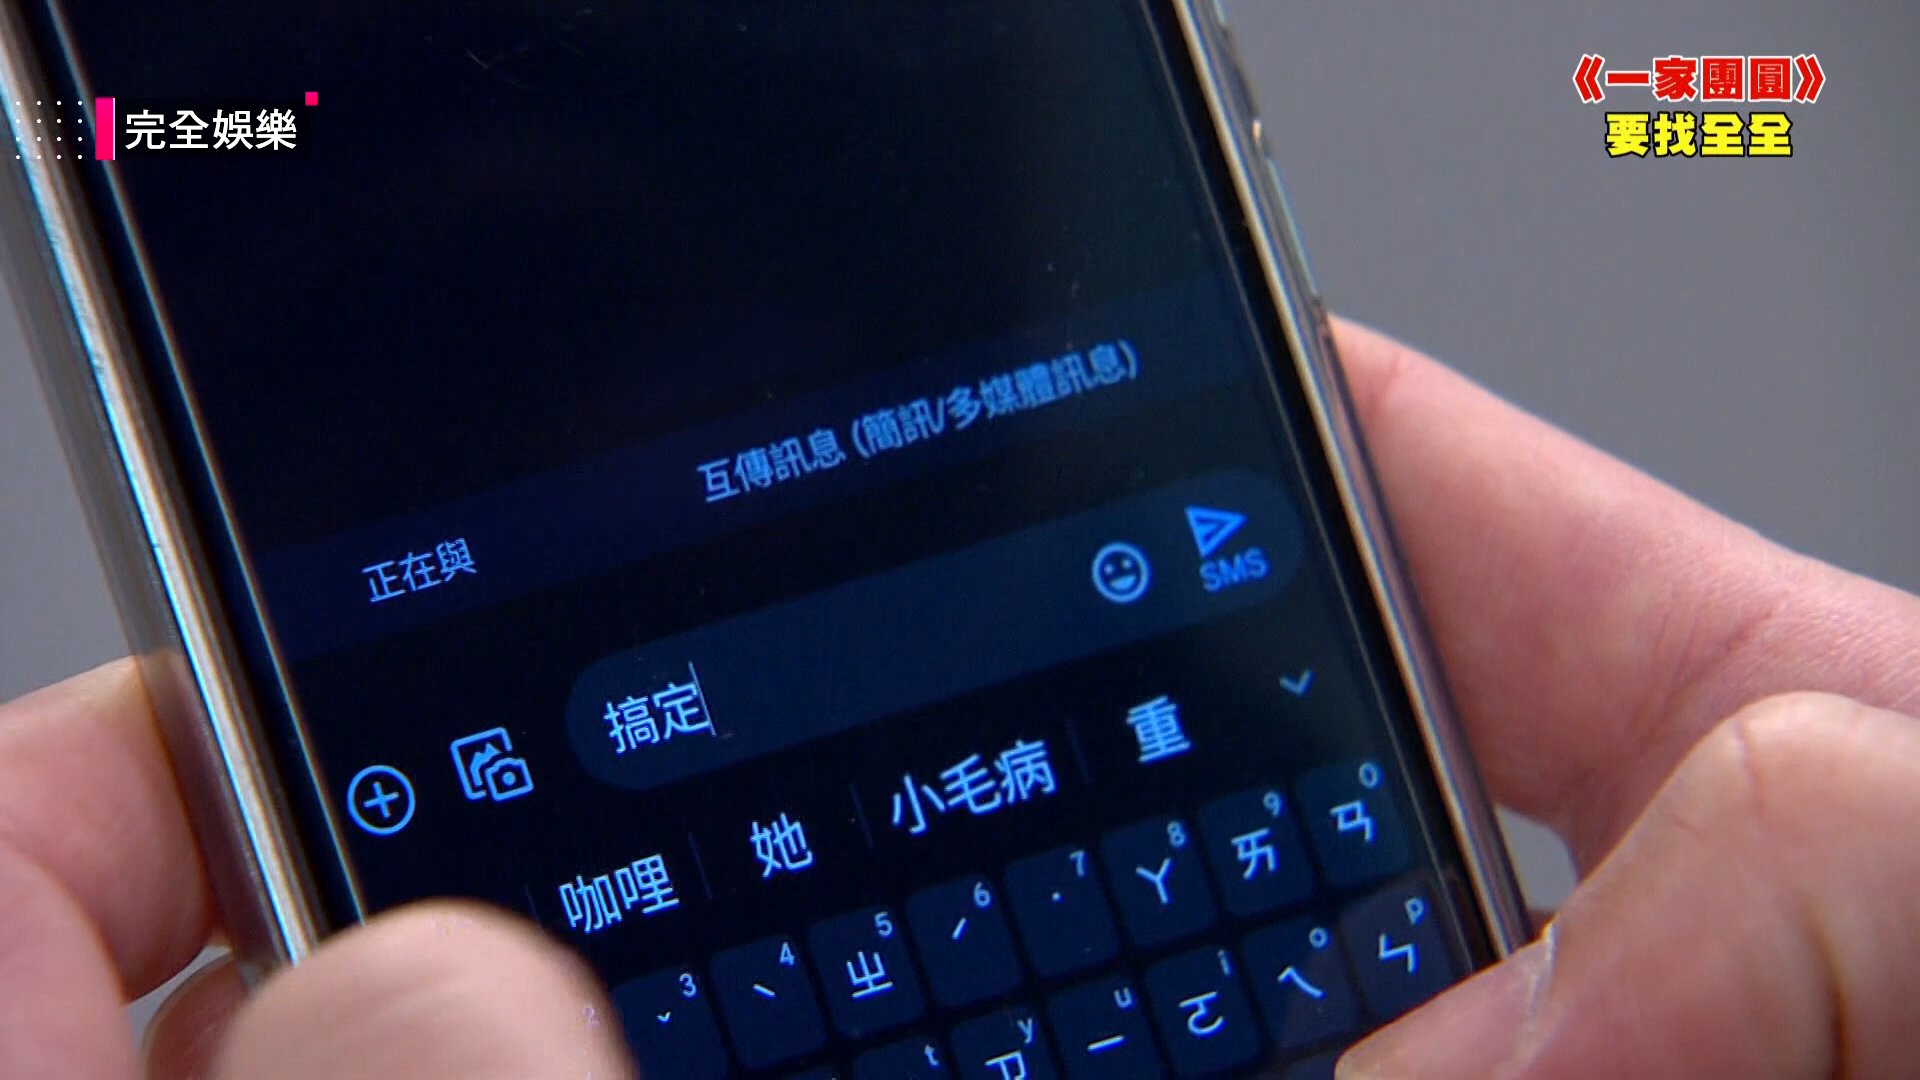 完全娛樂
《一家團圓》
要找全全
正在與 互傳訊息 (簡訊/多媒體訊息)
SMS
搞定
咖哩 她 小毛病 重
3 4 5 6 7 8 9 0
ˇ ˋ ㄓ ˊ ˙ ㄚ ㄞ ㄢ
t y u i o p
ㄗ ㄧ ㄛ ㄟ ㄣ